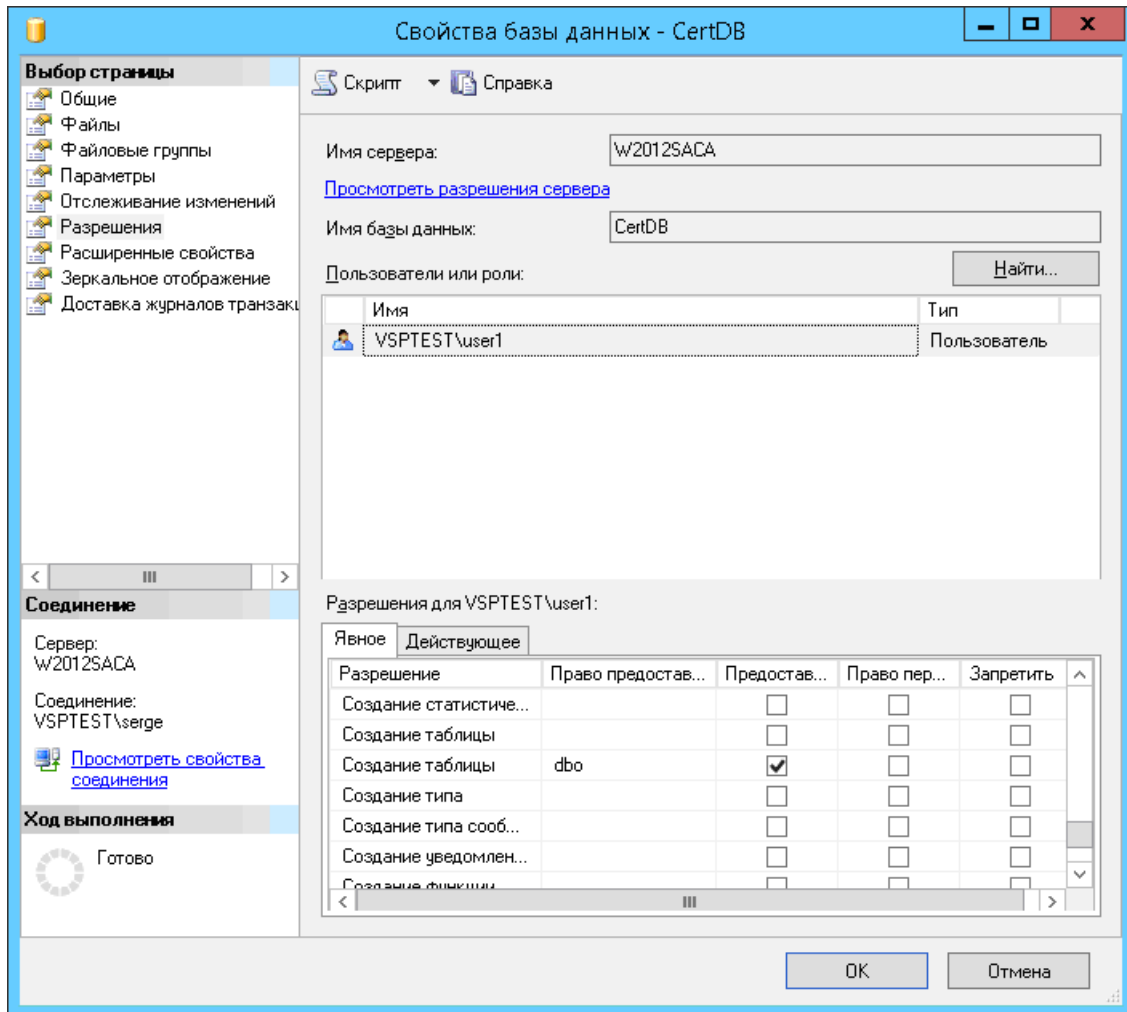 Свойства базы данных - CertDB
Выбор страницы
Общие
Файлы
Файловые группы
Параметры
Отслеживание изменений
Разрешения
Расширенные свойства
Зеркальное отображение
Доставка журналов транзакц
Скрипт
Справка
Имя сервера:
W2012SACA
Просмотреть разрешения сервера
Имя базы данных:
CertDB
Пользователи или роли:
Найти...
Имя Тип
VSPTEST\user1 Пользователь
Соединение
Сервер:
W2012SACA
Соединение:
VSPTEST\serge
Просмотреть свойства
соединения
Ход выполнения
Готово
Разрешения для VSPTEST\user1:
Явное Действующее
Разрешение Право предостав... Предостав... Право пер... Запретить
Создание статистиче...
Создание таблицы
Создание таблицы dbo
Создание типа
Создание типа сооб...
Создание уведомлен...
Создание функции
OK Отмена